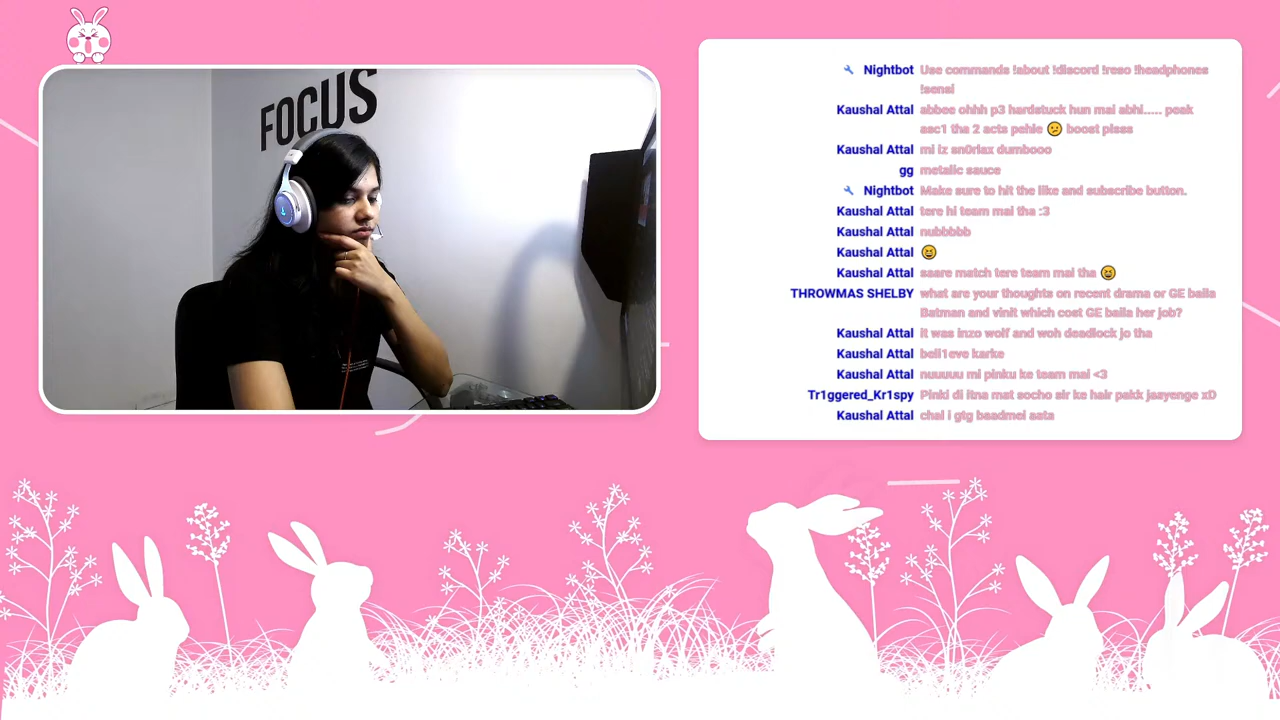 FOCUS
Nightbot Use commands !about !discord !reso !headphones
!sensi
Kaushal Attal abbee ohhh p3 hardstuck hun mai abhi..... peak
asc1 tha 2 acts pehle 😕 boost plsss
Kaushal Attal mi iz sn0rlax dumbooo
gg metalic sauce
Nightbot Make sure to hit the like and subscribe button.
Kaushal Attal tere hi team mai tha :3
Kaushal Attal nubbbbb
Kaushal Attal 😆
Kaushal Attal saare match tere team mai tha 😆
THROWMAS SHELBY what are your thoughts on recent drama or GE baila
Batman and vinit which cost GE baila her job?
Kaushal Attal it was inzo wolf and woh deadlock jo tha
Kaushal Attal beli1eve karke
Kaushal Attal nuuuuu mi pinku ke team mai <3
Tr1ggered_Kr1spy Pinki di itna mat socho sir ke hair pakk jaayenge xD
Kaushal Attal chal i gtg baadmei aata